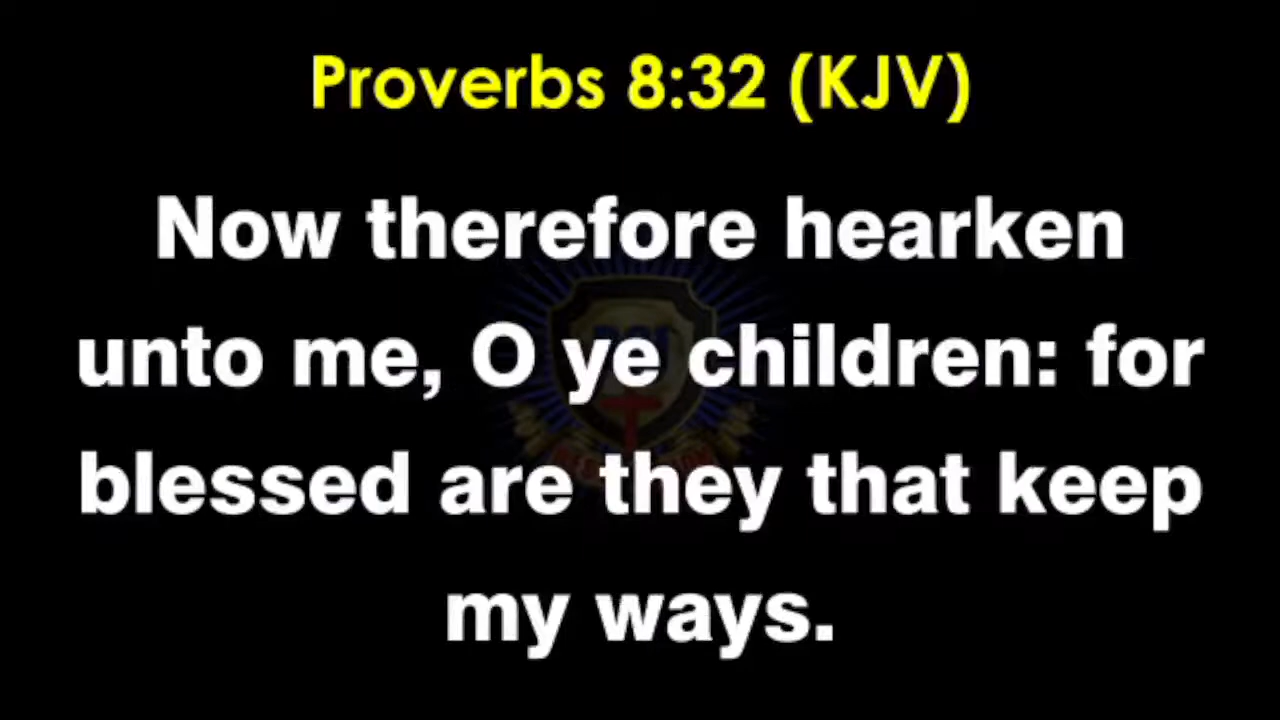 Proverbs 8:32 (KJV)
Now therefore hearken
unto me, O ye children: for
blessed are they that keep
my ways.